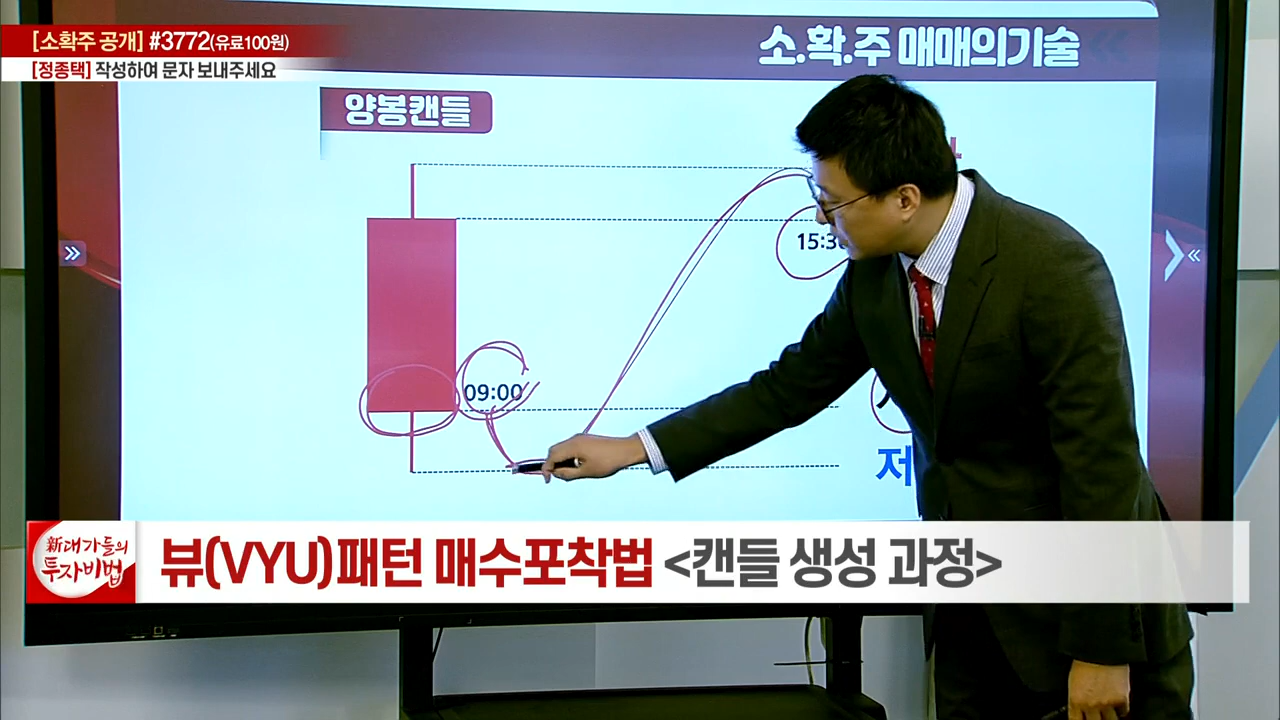 [소확주 공개] #3772(유료100원)
[정종택] 작성하여 문자 보내주세요
소.확.주 매매의기술
양봉캔들
09:00
新대가들의
투자비법
뷰(VYU)패턴 매수포착법 <캔들 생성 과정>